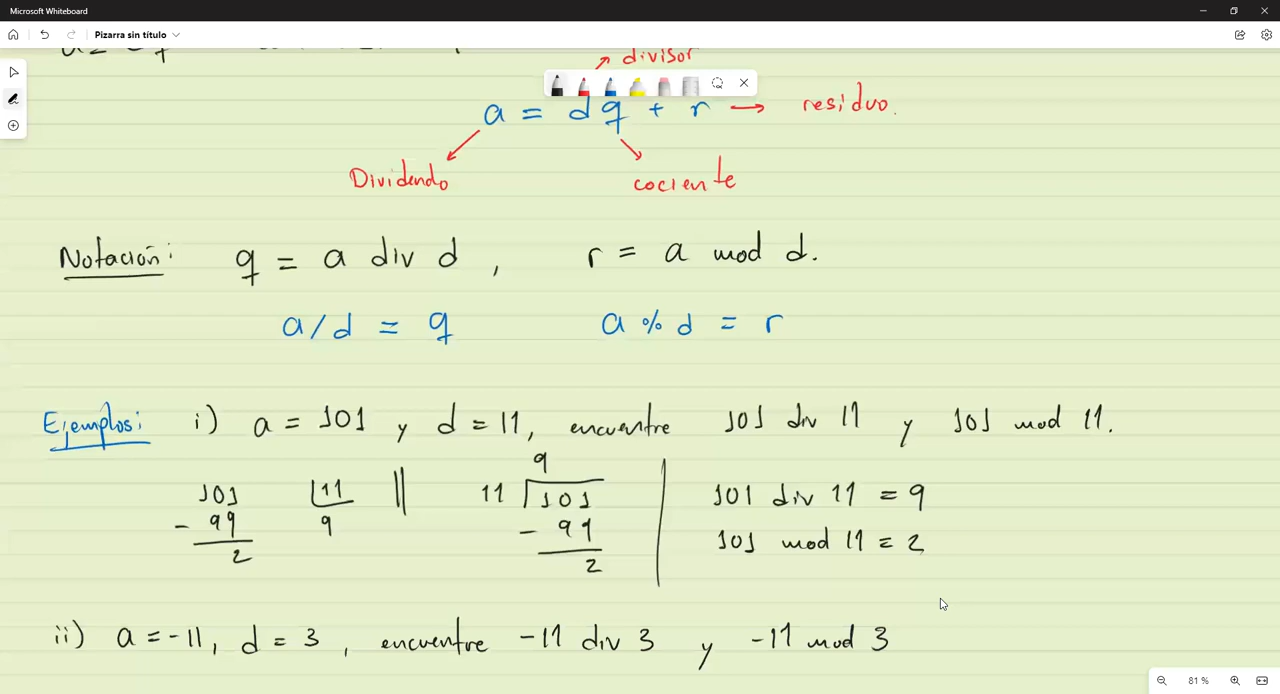 Microsoft Whiteboard
Pizarra sin título
divisor
a = dq + r → residuo.
Dividendo
cociente
Notación: q = a div d, r = a mod d.
a/d = q a % d = r
Ejemplos: i) a = 101 y d = 11, encuentre 101 div 11 y 101 mod 11.
9
101 11 || 11 101 101 div 11 = 9
- 99 9 - 99 101 mod 11 = 2
2 2
ii) a = -11, d = 3, encuentre -11 div 3 y -11 mod 3
81 %